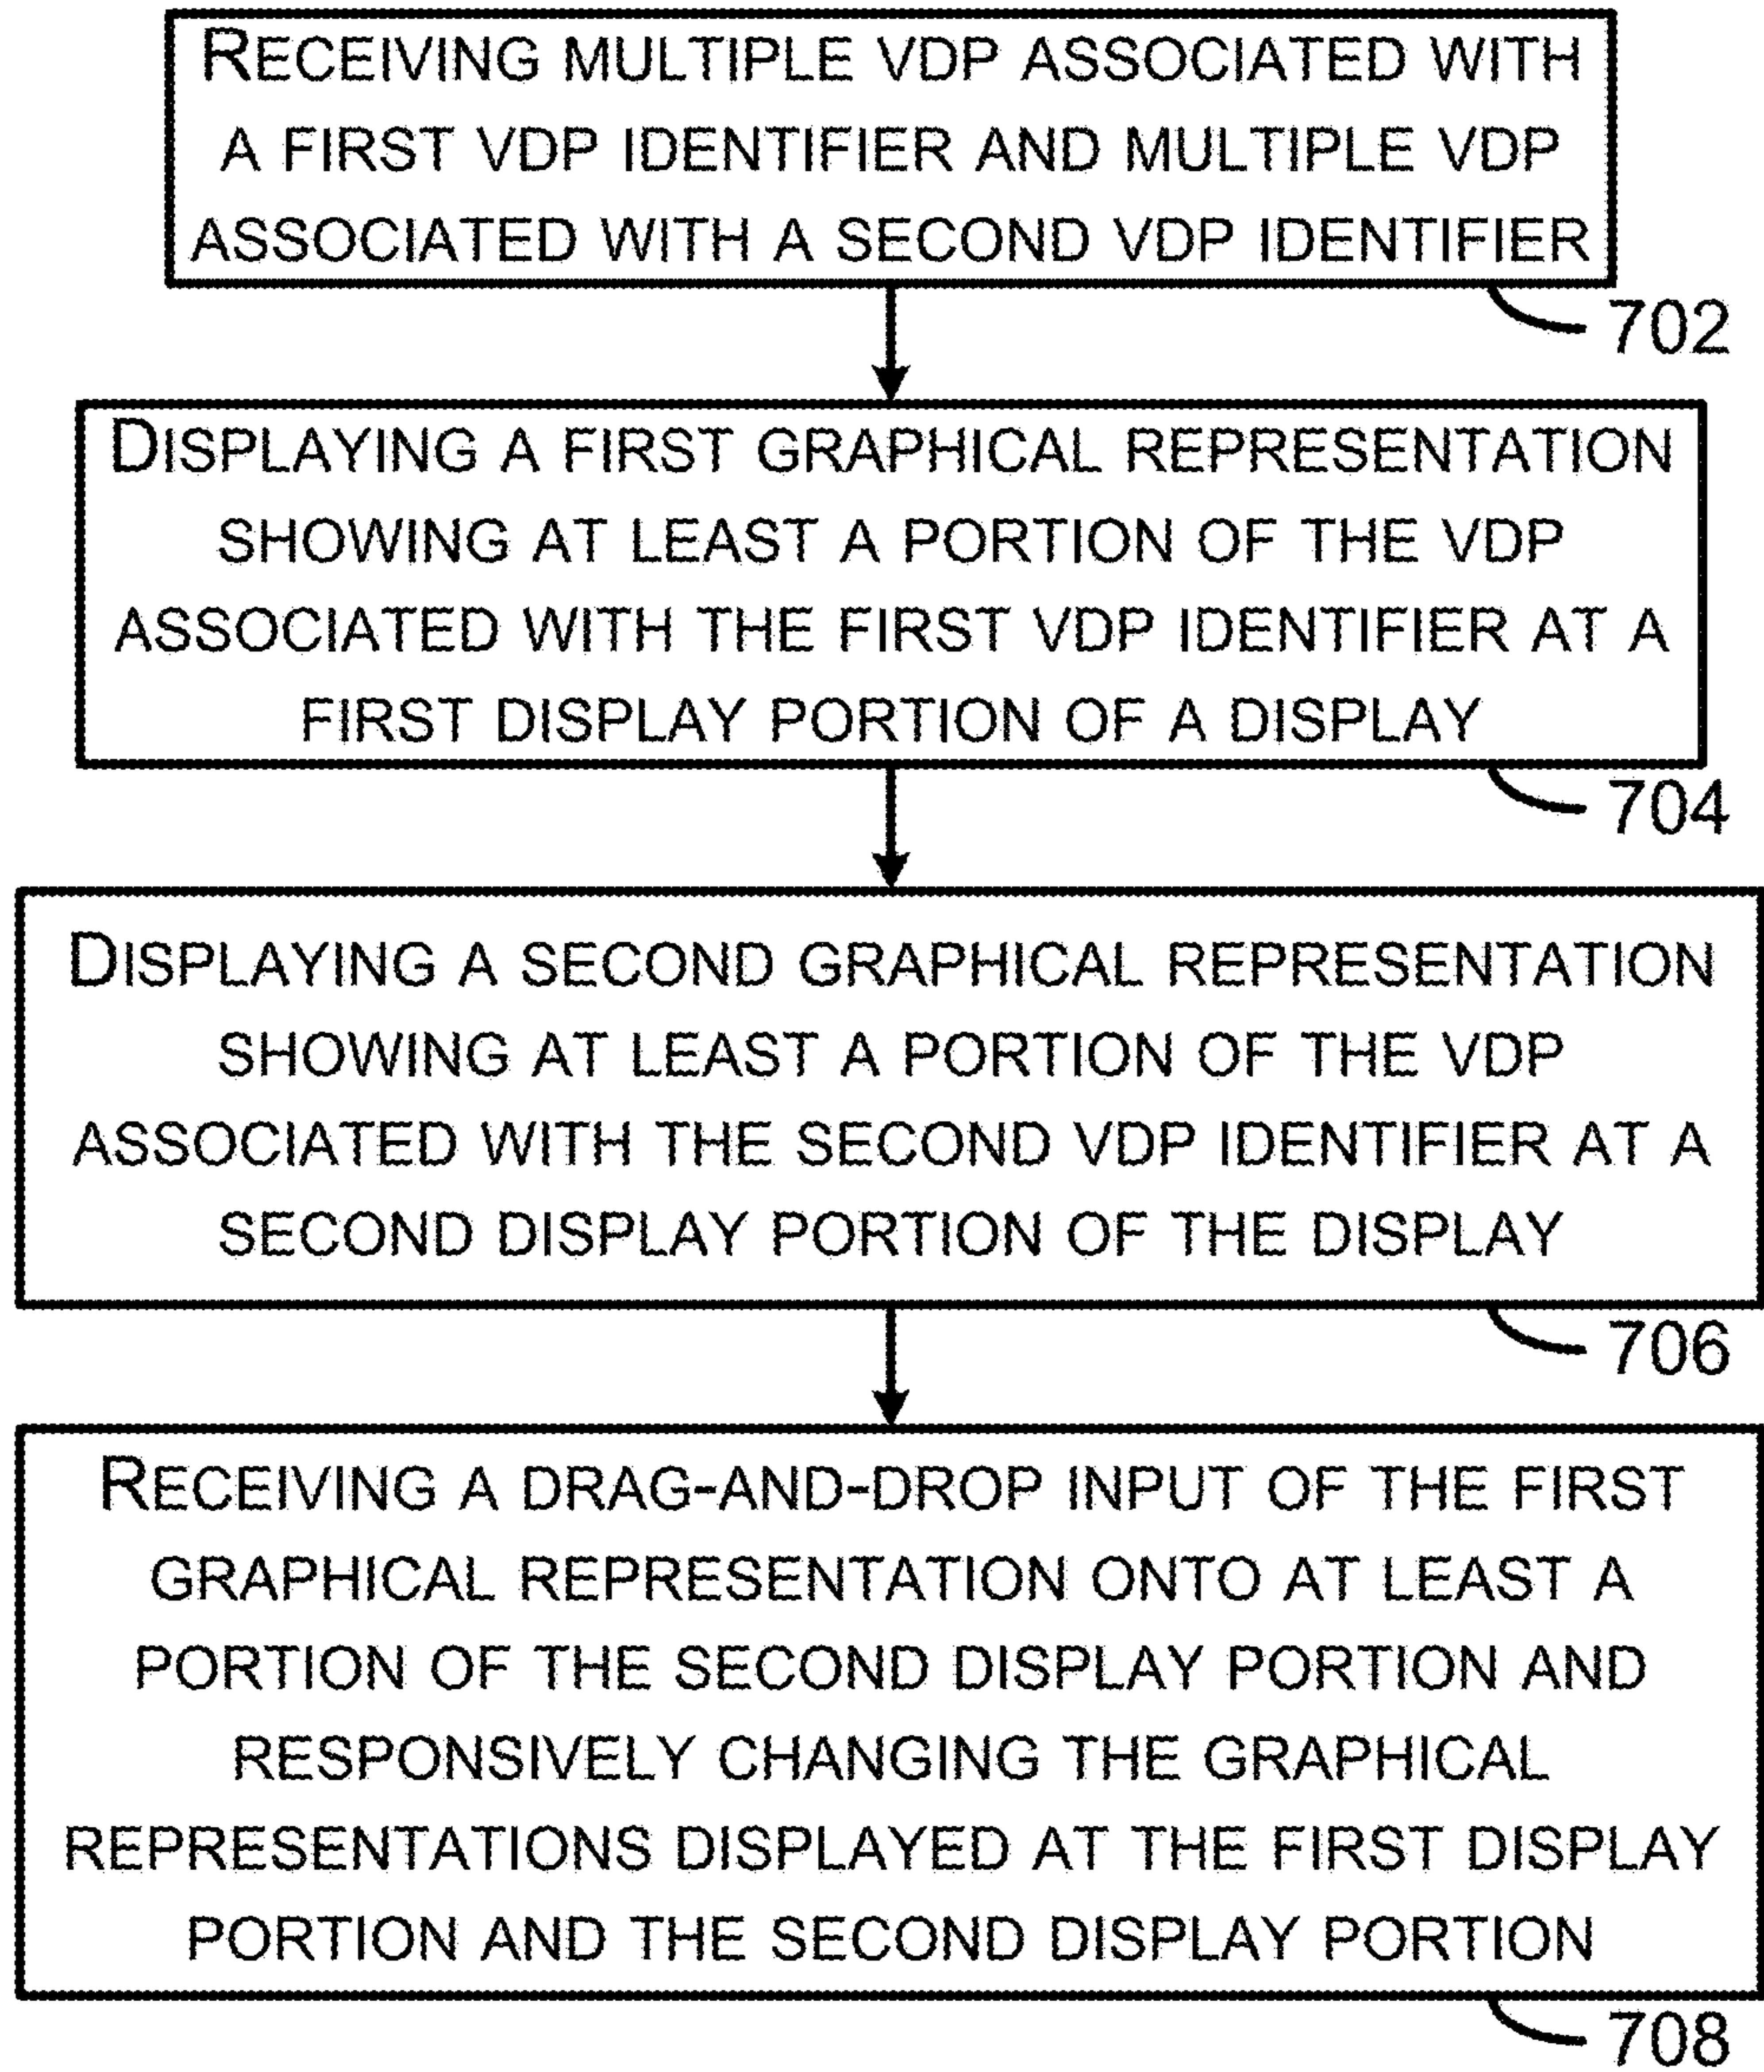 RECEIVING MULTIPLE VDP ASSOCIATED WITH
A FIRST VDP IDENTIFIER AND MULTIPLE VDP
ASSOCIATED WITH A SECOND VDP IDENTIFIER
702
DISPLAYING A FIRST GRAPHICAL REPRESENTATION
SHOWING AT LEAST A PORTION OF THE VDP
ASSOCIATED WITH THE FIRST VDP IDENTIFIER AT A
FIRST DISPLAY PORTION OF A DISPLAY
704
DISPLAYING A SECOND GRAPHICAL REPRESENTATION
SHOWING AT LEAST A PORTION OF THE VDP
ASSOCIATED WITH THE SECOND VDP IDENTIFIER AT A
SECOND DISPLAY PORTION OF THE DISPLAY
706
RECEIVING A DRAG-AND-DROP INPUT OF THE FIRST
GRAPHICAL REPRESENTATION ONTO AT LEAST A
PORTION OF THE SECOND DISPLAY PORTION AND
RESPONSIVELY CHANGING THE GRAPHICAL
REPRESENTATIONS DISPLAYED AT THE FIRST DISPLAY
PORTION AND THE SECOND DISPLAY PORTION
708